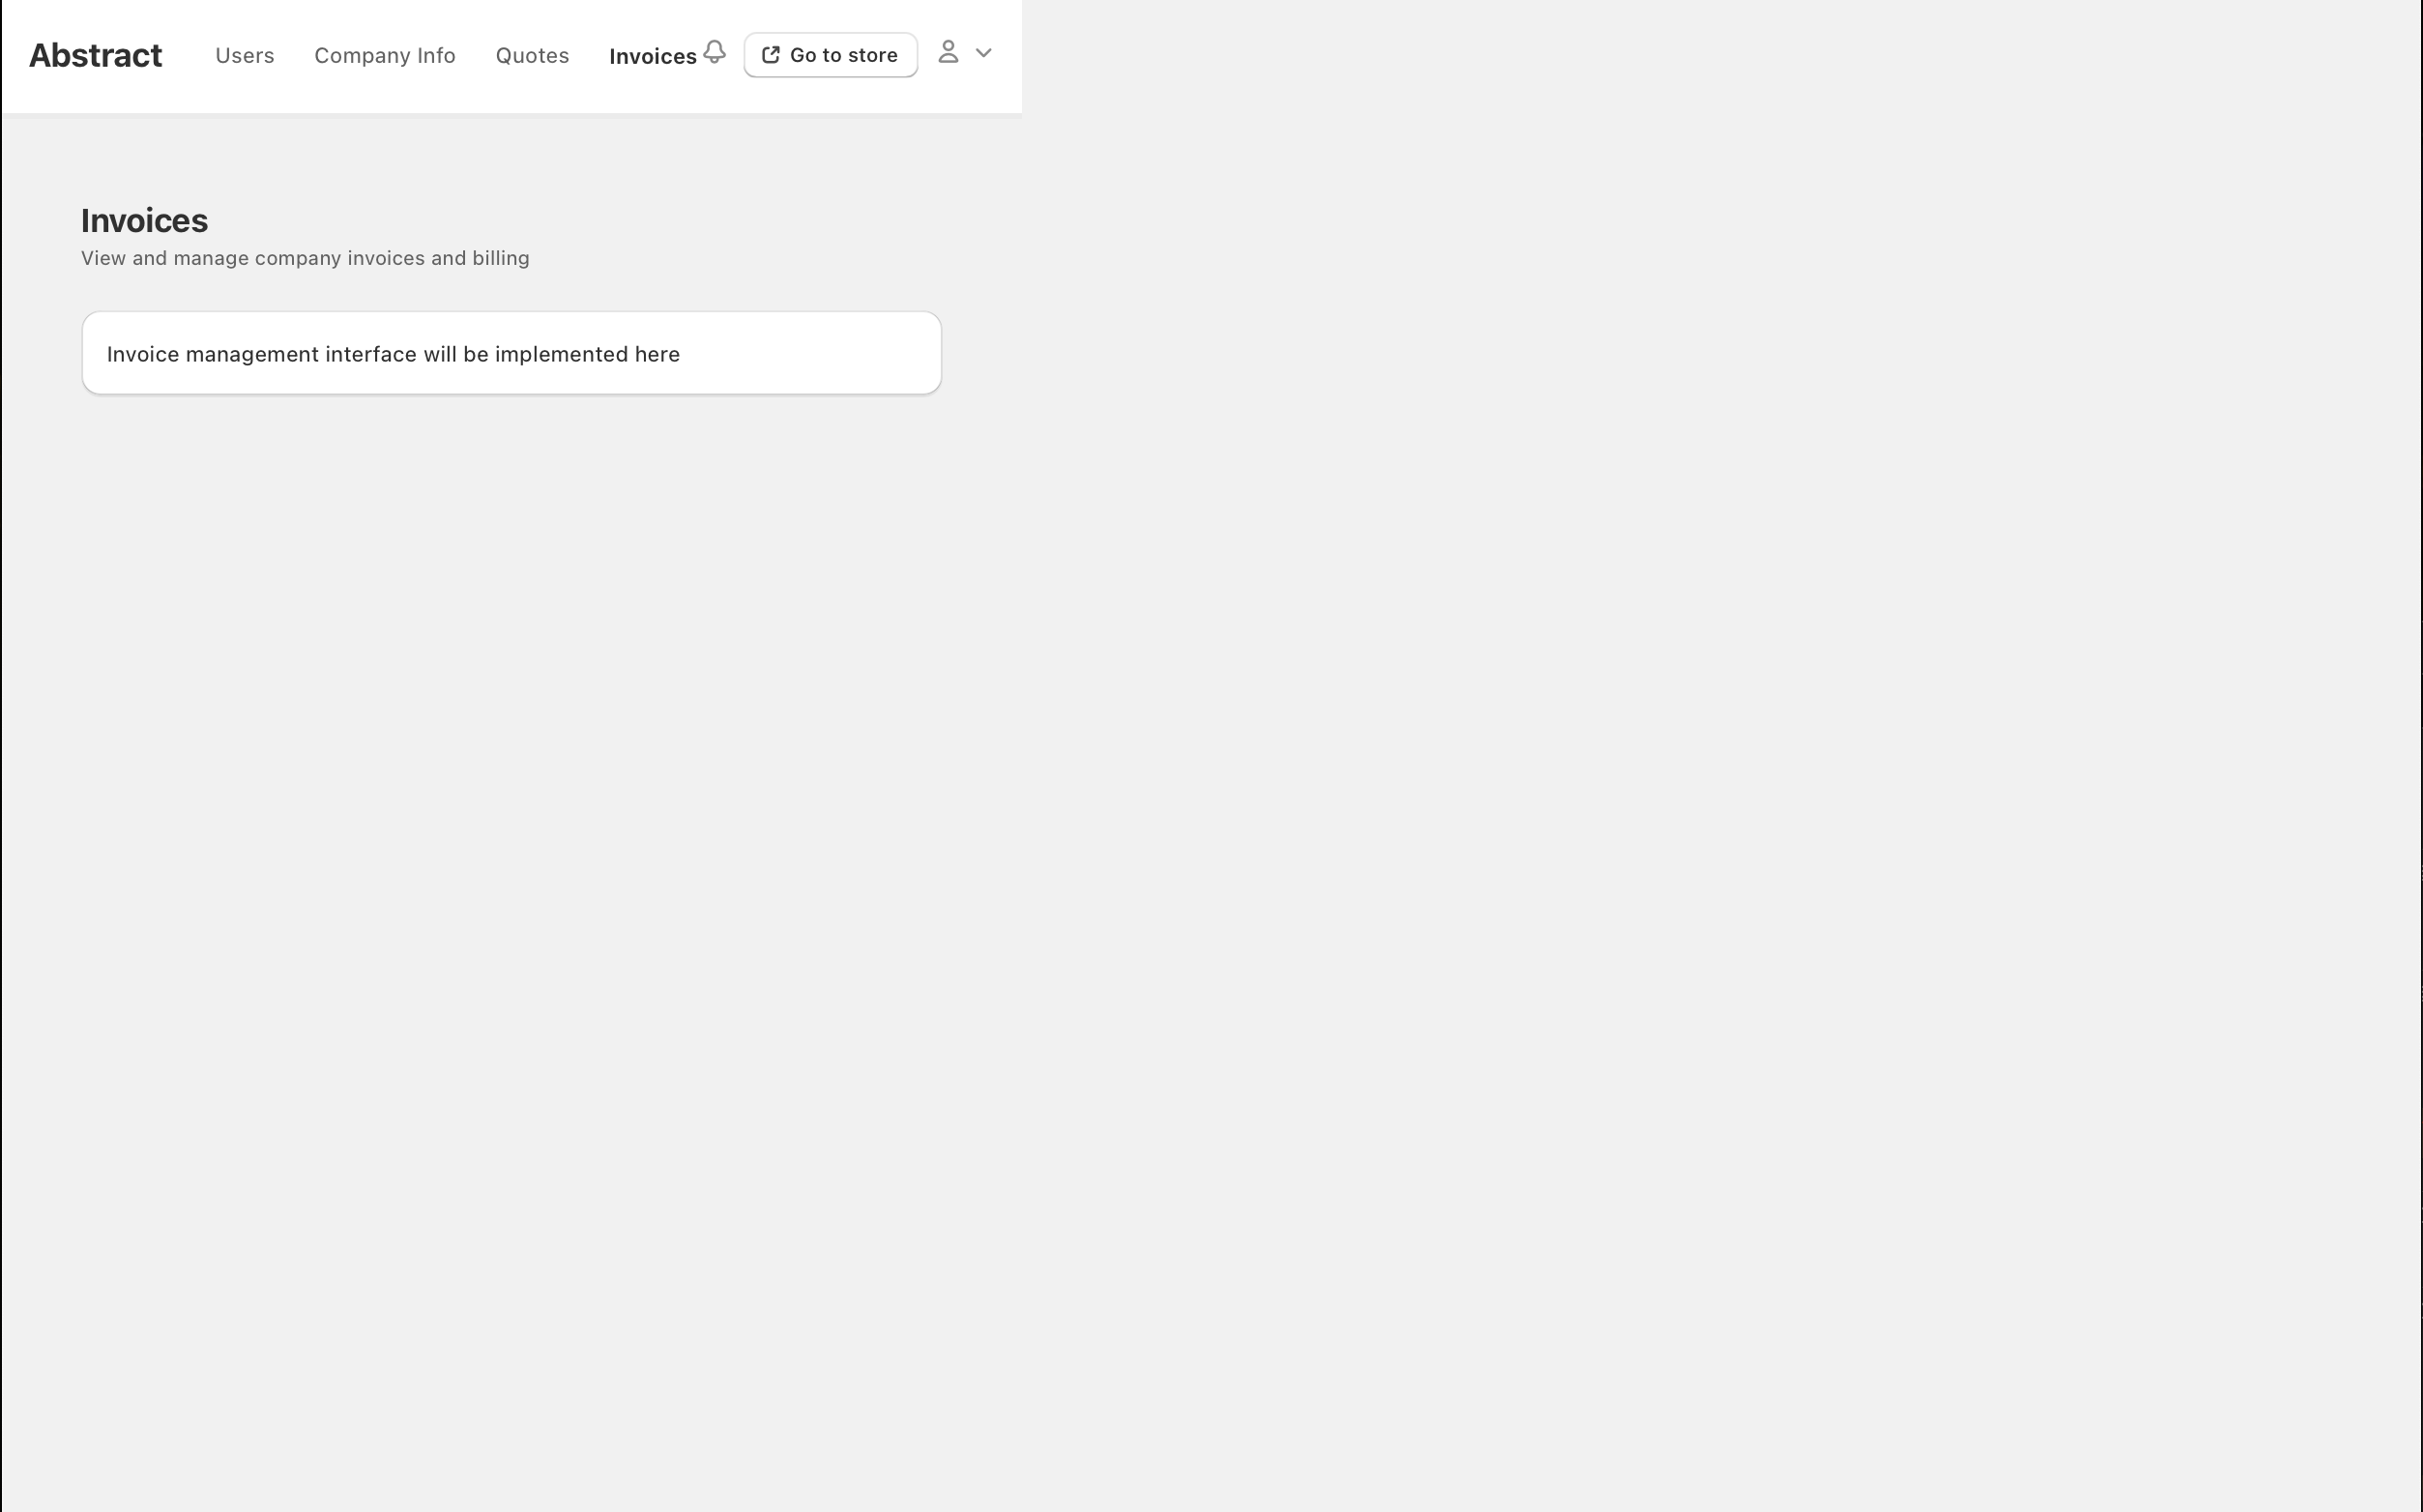 Abstract Users Company Info Quotes Invoices Go to store
Invoices
View and manage company invoices and billing
Invoice management interface will be implemented here